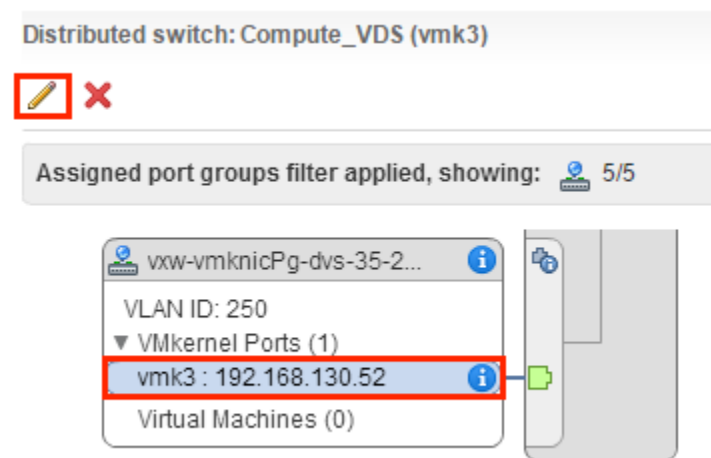 Distributed switch: Compute_VDS (vmk3)
Assigned port groups filter applied, showing: 5/5
vxw-vmknicPg-dvs-35-2...
VLAN ID: 250
VMkernel Ports (1)
vmk3 : 192.168.130.52
Virtual Machines (0)